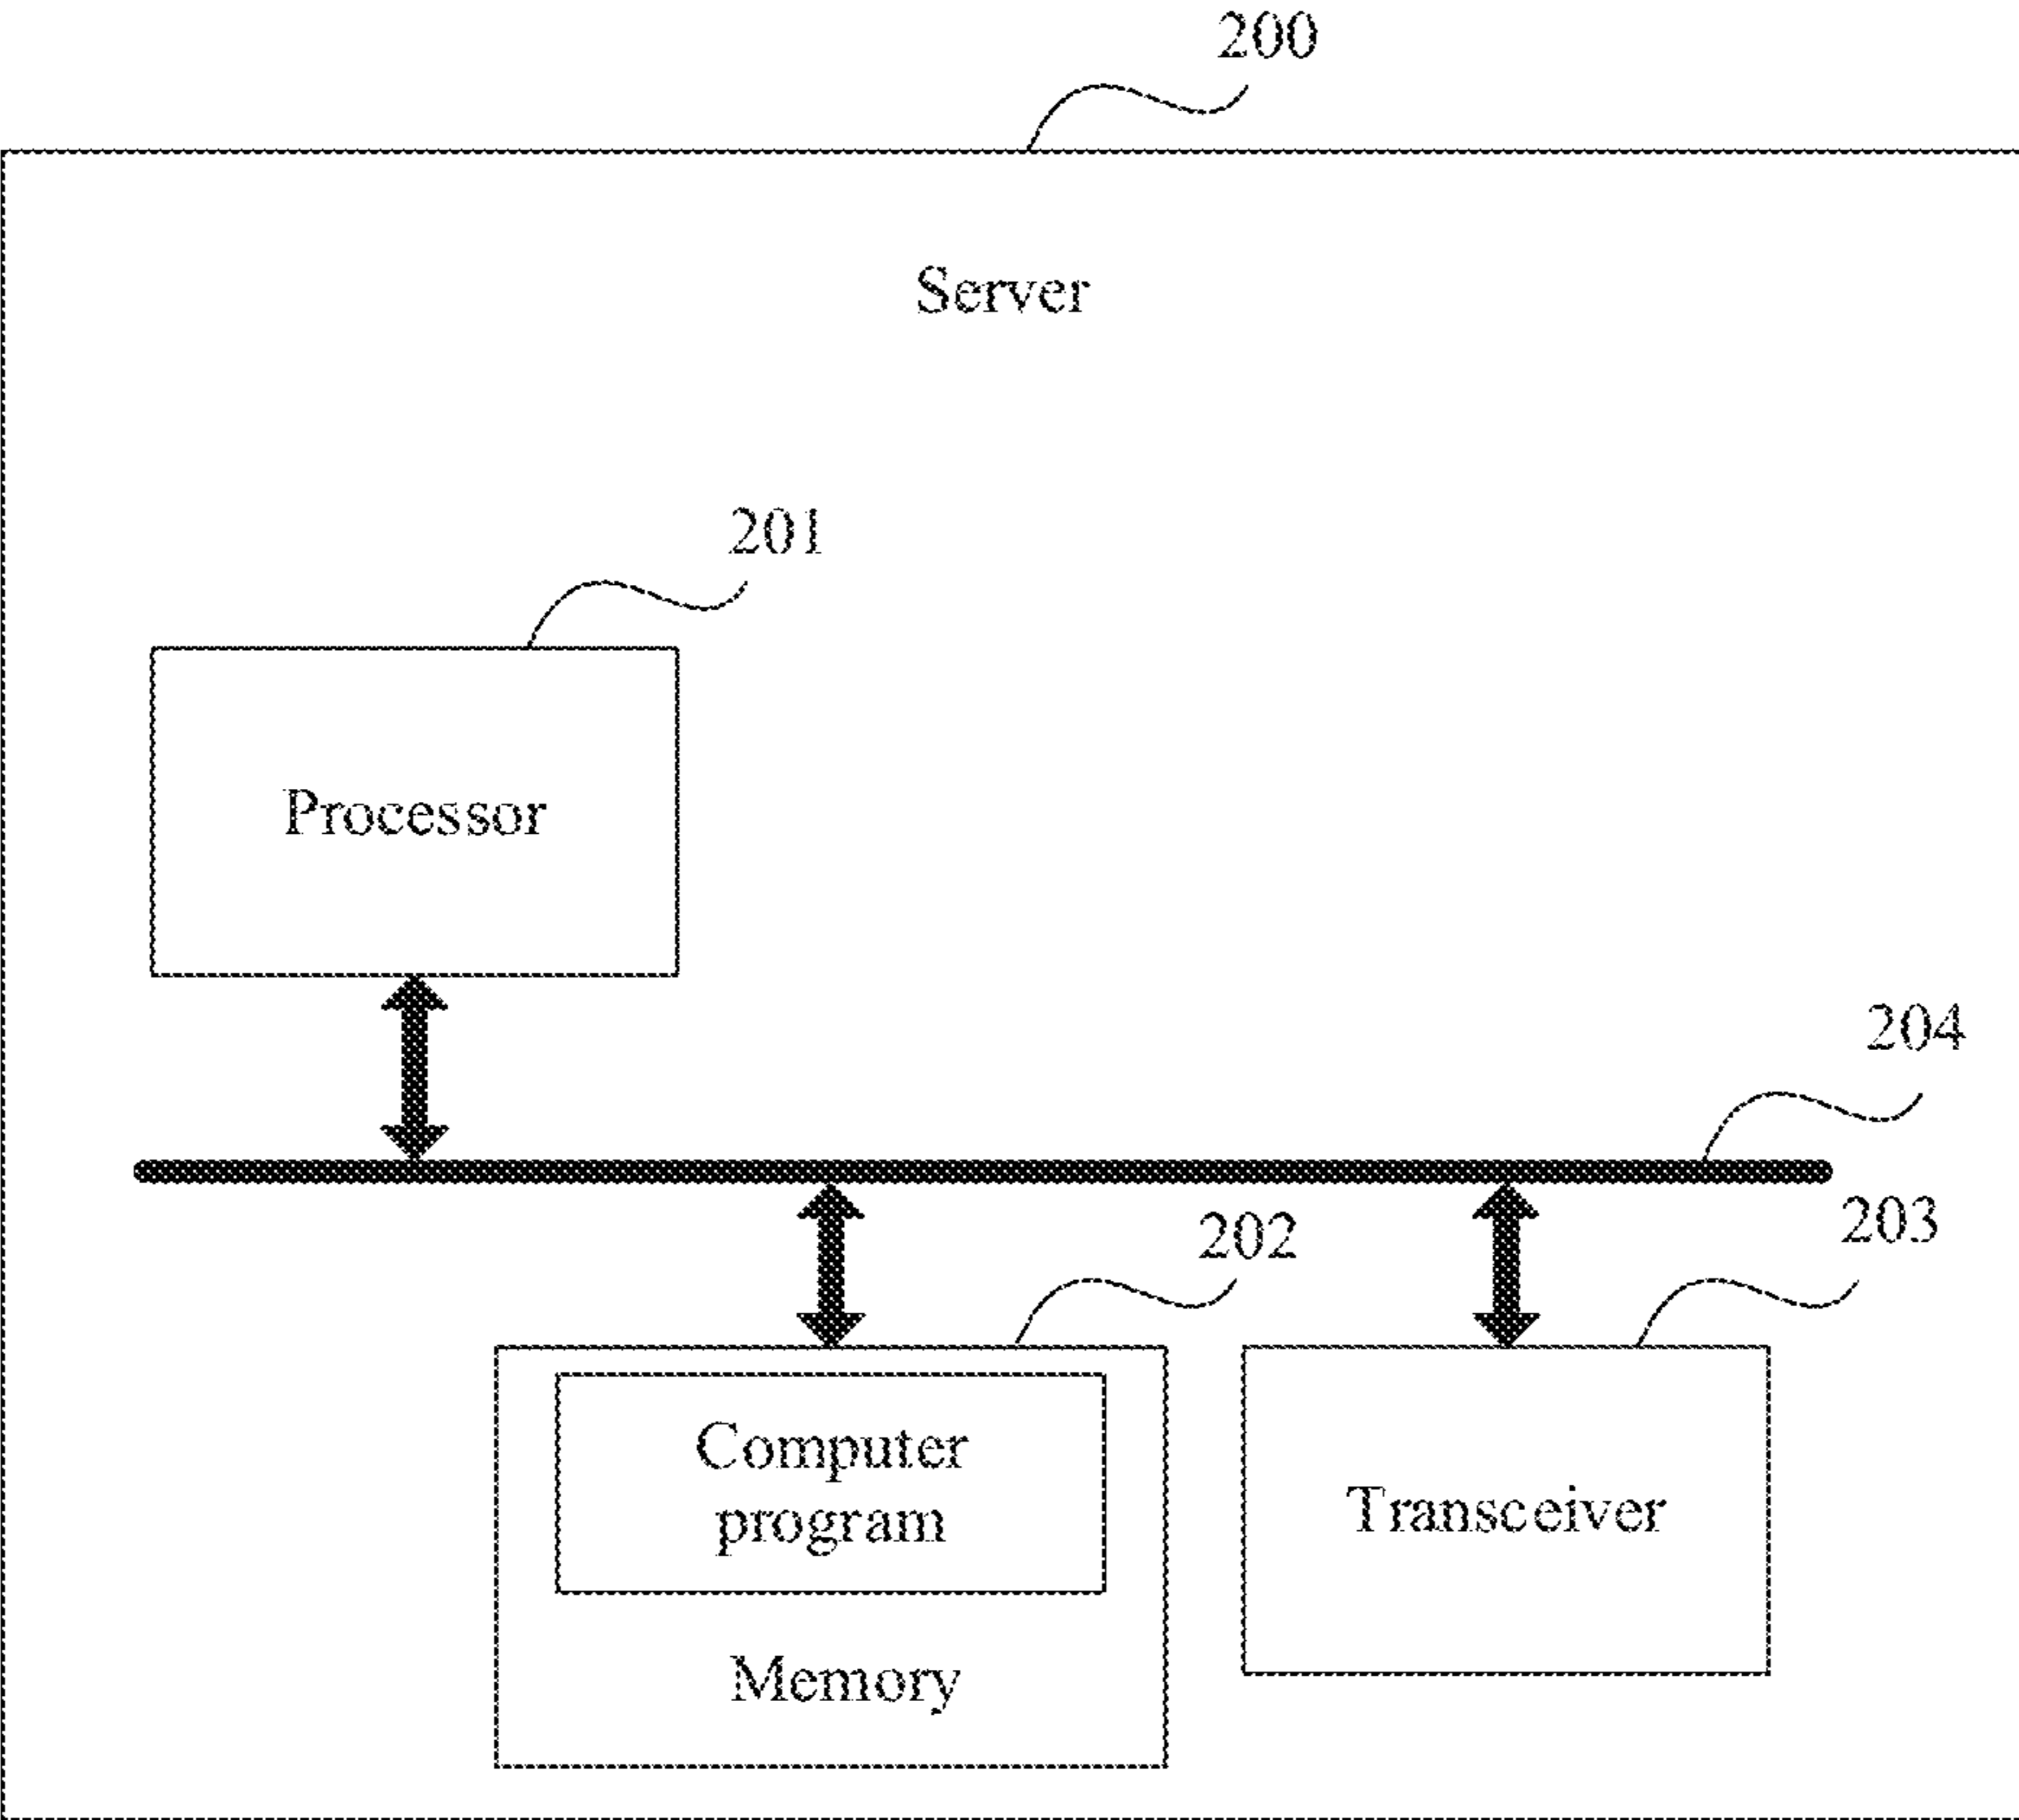 200
Server
201
Processor
204
202
203
Computer
program
Transceiver
Memory